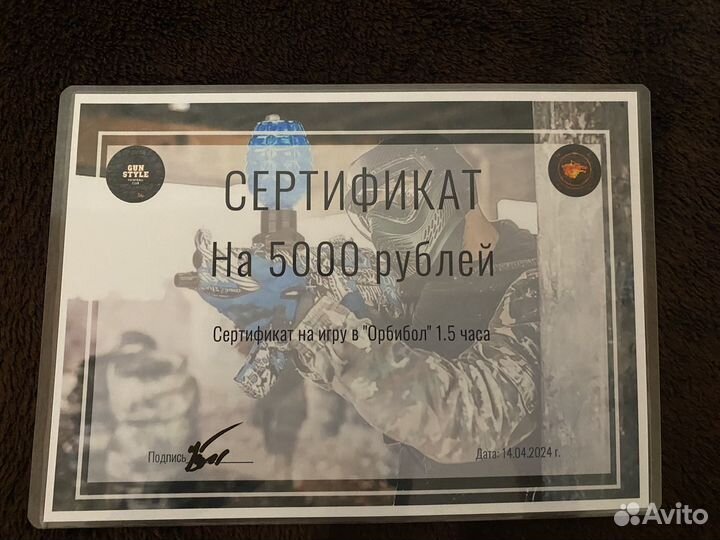 GUN
STYLE
СЕРТИФИКАТ
На 5000 рублей
Сертификат на игру в "Орбибол" 1.5 часа
Подпись
Дата: 14.04.2024 г.
Avito